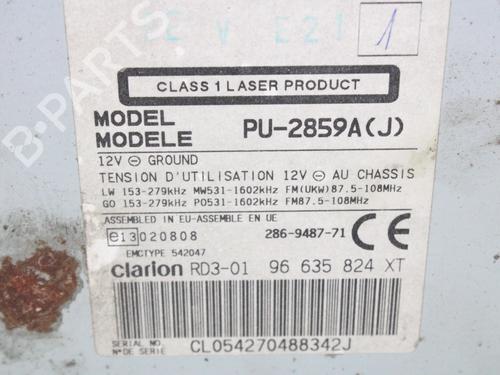 E V E21 1
CLASS 1 LASER PRODUCT
MODEL
MODELE PU-2859A(J)
12V ⊖ GROUND
TENSION D'UTILISATION 12V ⊖ AU CHASSIS
LW 153-279kHz MW531-1602kHz FM(UKW)87.5-108MHz
GO 153-279kHz PO531-1602kHz FM87.5-108MHz
ASSEMBLED IN EU-ASSEMBLE EN UE
e13 020808 286-9487-71 CE
EMCTYPE 542047
clarion RD3-01 96 635 824 XT
SERIAL NO.
N° DE SERIE CL054270488342J
B-PARTS